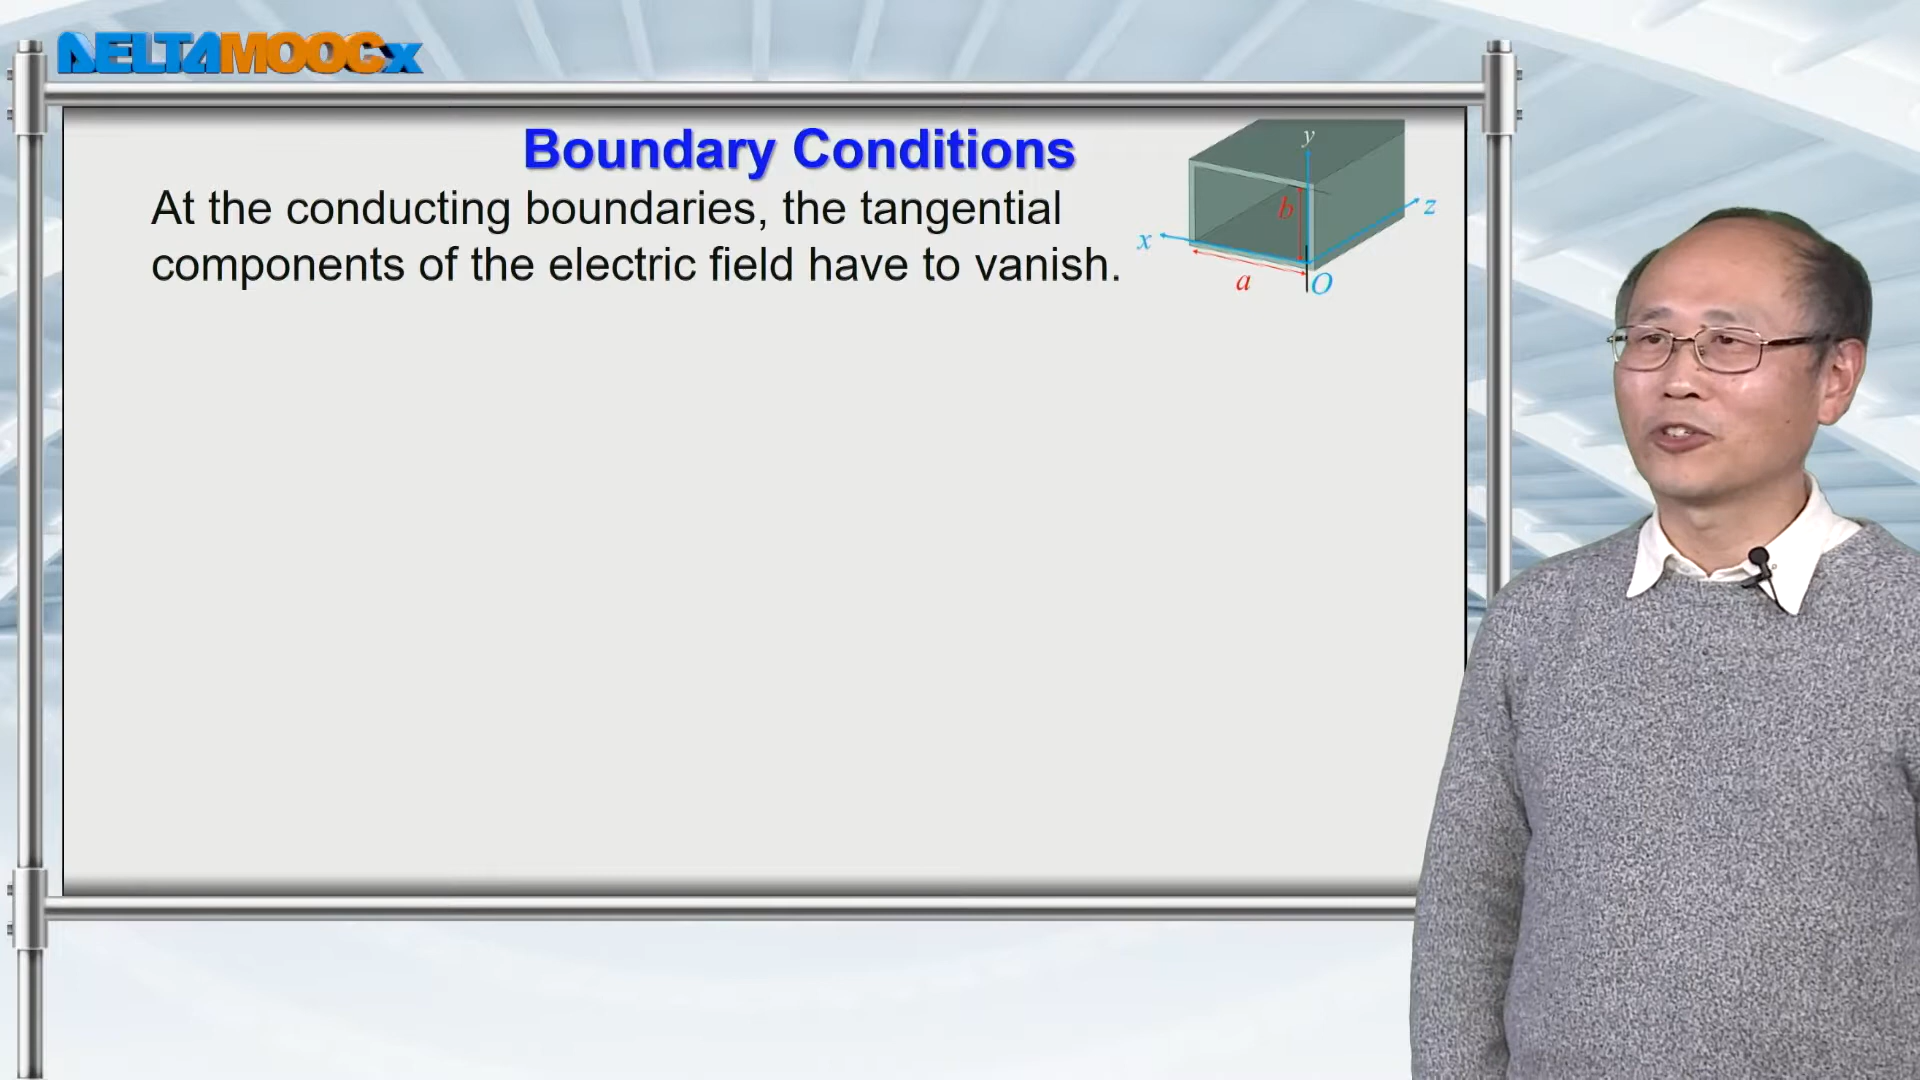 DELTAMOOCx
Boundary Conditions
At the conducting boundaries, the tangential
components of the electric field have to vanish.
y
b
z
x
a
O